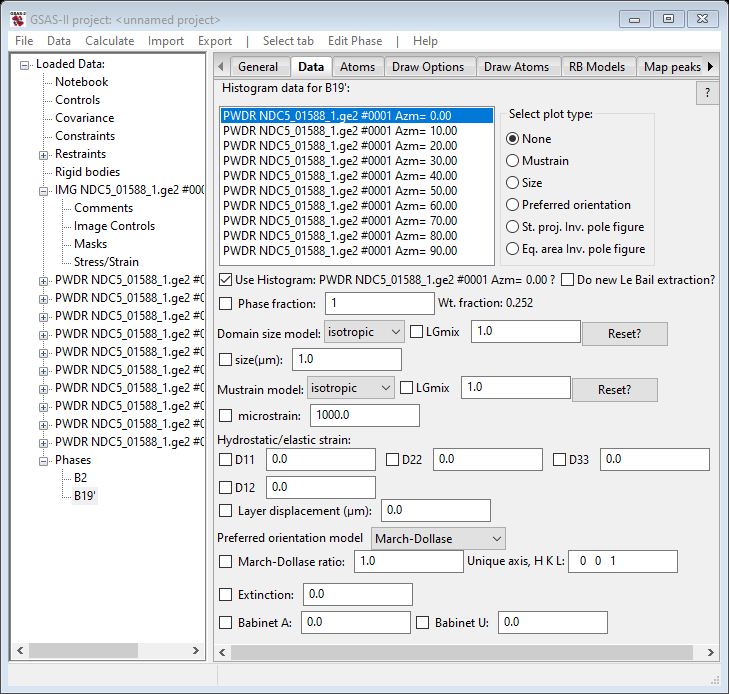 GSAS-II project: <unnamed project>
File Data Calculate Import Export | Select tab Edit Phase | Help
Loaded Data:
Notebook
Controls
Covariance
Constraints
Restraints
Rigid bodies
IMG NDC5_01588_1.ge2 #000
Comments
Image Controls
Masks
Stress/Strain
PWDR NDC5_01588_1.ge2 #0
PWDR NDC5_01588_1.ge2 #0
PWDR NDC5_01588_1.ge2 #0
PWDR NDC5_01588_1.ge2 #0
PWDR NDC5_01588_1.ge2 #0
PWDR NDC5_01588_1.ge2 #0
PWDR NDC5_01588_1.ge2 #0
PWDR NDC5_01588_1.ge2 #0
PWDR NDC5_01588_1.ge2 #0
PWDR NDC5_01588_1.ge2 #0
Phases
B2
B19'
General Data Atoms Draw Options Draw Atoms RB Models Map peaks
Histogram data for B19':
?
PWDR NDC5_01588_1.ge2 #0001 Azm= 0.00
PWDR NDC5_01588_1.ge2 #0001 Azm= 10.00
PWDR NDC5_01588_1.ge2 #0001 Azm= 20.00
PWDR NDC5_01588_1.ge2 #0001 Azm= 30.00
PWDR NDC5_01588_1.ge2 #0001 Azm= 40.00
PWDR NDC5_01588_1.ge2 #0001 Azm= 50.00
PWDR NDC5_01588_1.ge2 #0001 Azm= 60.00
PWDR NDC5_01588_1.ge2 #0001 Azm= 70.00
PWDR NDC5_01588_1.ge2 #0001 Azm= 80.00
PWDR NDC5_01588_1.ge2 #0001 Azm= 90.00
Select plot type:
None
Mustrain
Size
Preferred orientation
St. proj. Inv. pole figure
Eq. area Inv. pole figure
Use Histogram: PWDR NDC5_01588_1.ge2 #0001 Azm= 0.00 ? Do new Le Bail extraction?
Phase fraction: 1 Wt. fraction: 0.252
Domain size model: isotropic LGmix 1.0 Reset?
size(μm): 1.0
Mustrain model: isotropic LGmix 1.0 Reset?
microstrain: 1000.0
Hydrostatic/elastic strain:
D11 0.0 D22 0.0 D33 0.0
D12 0.0
Layer displacement (μm): 0.0
Preferred orientation model March-Dollase
March-Dollase ratio: 1.0 Unique axis, H K L: 0 0 1
Extinction: 0.0
Babinet A: 0.0 Babinet U: 0.0